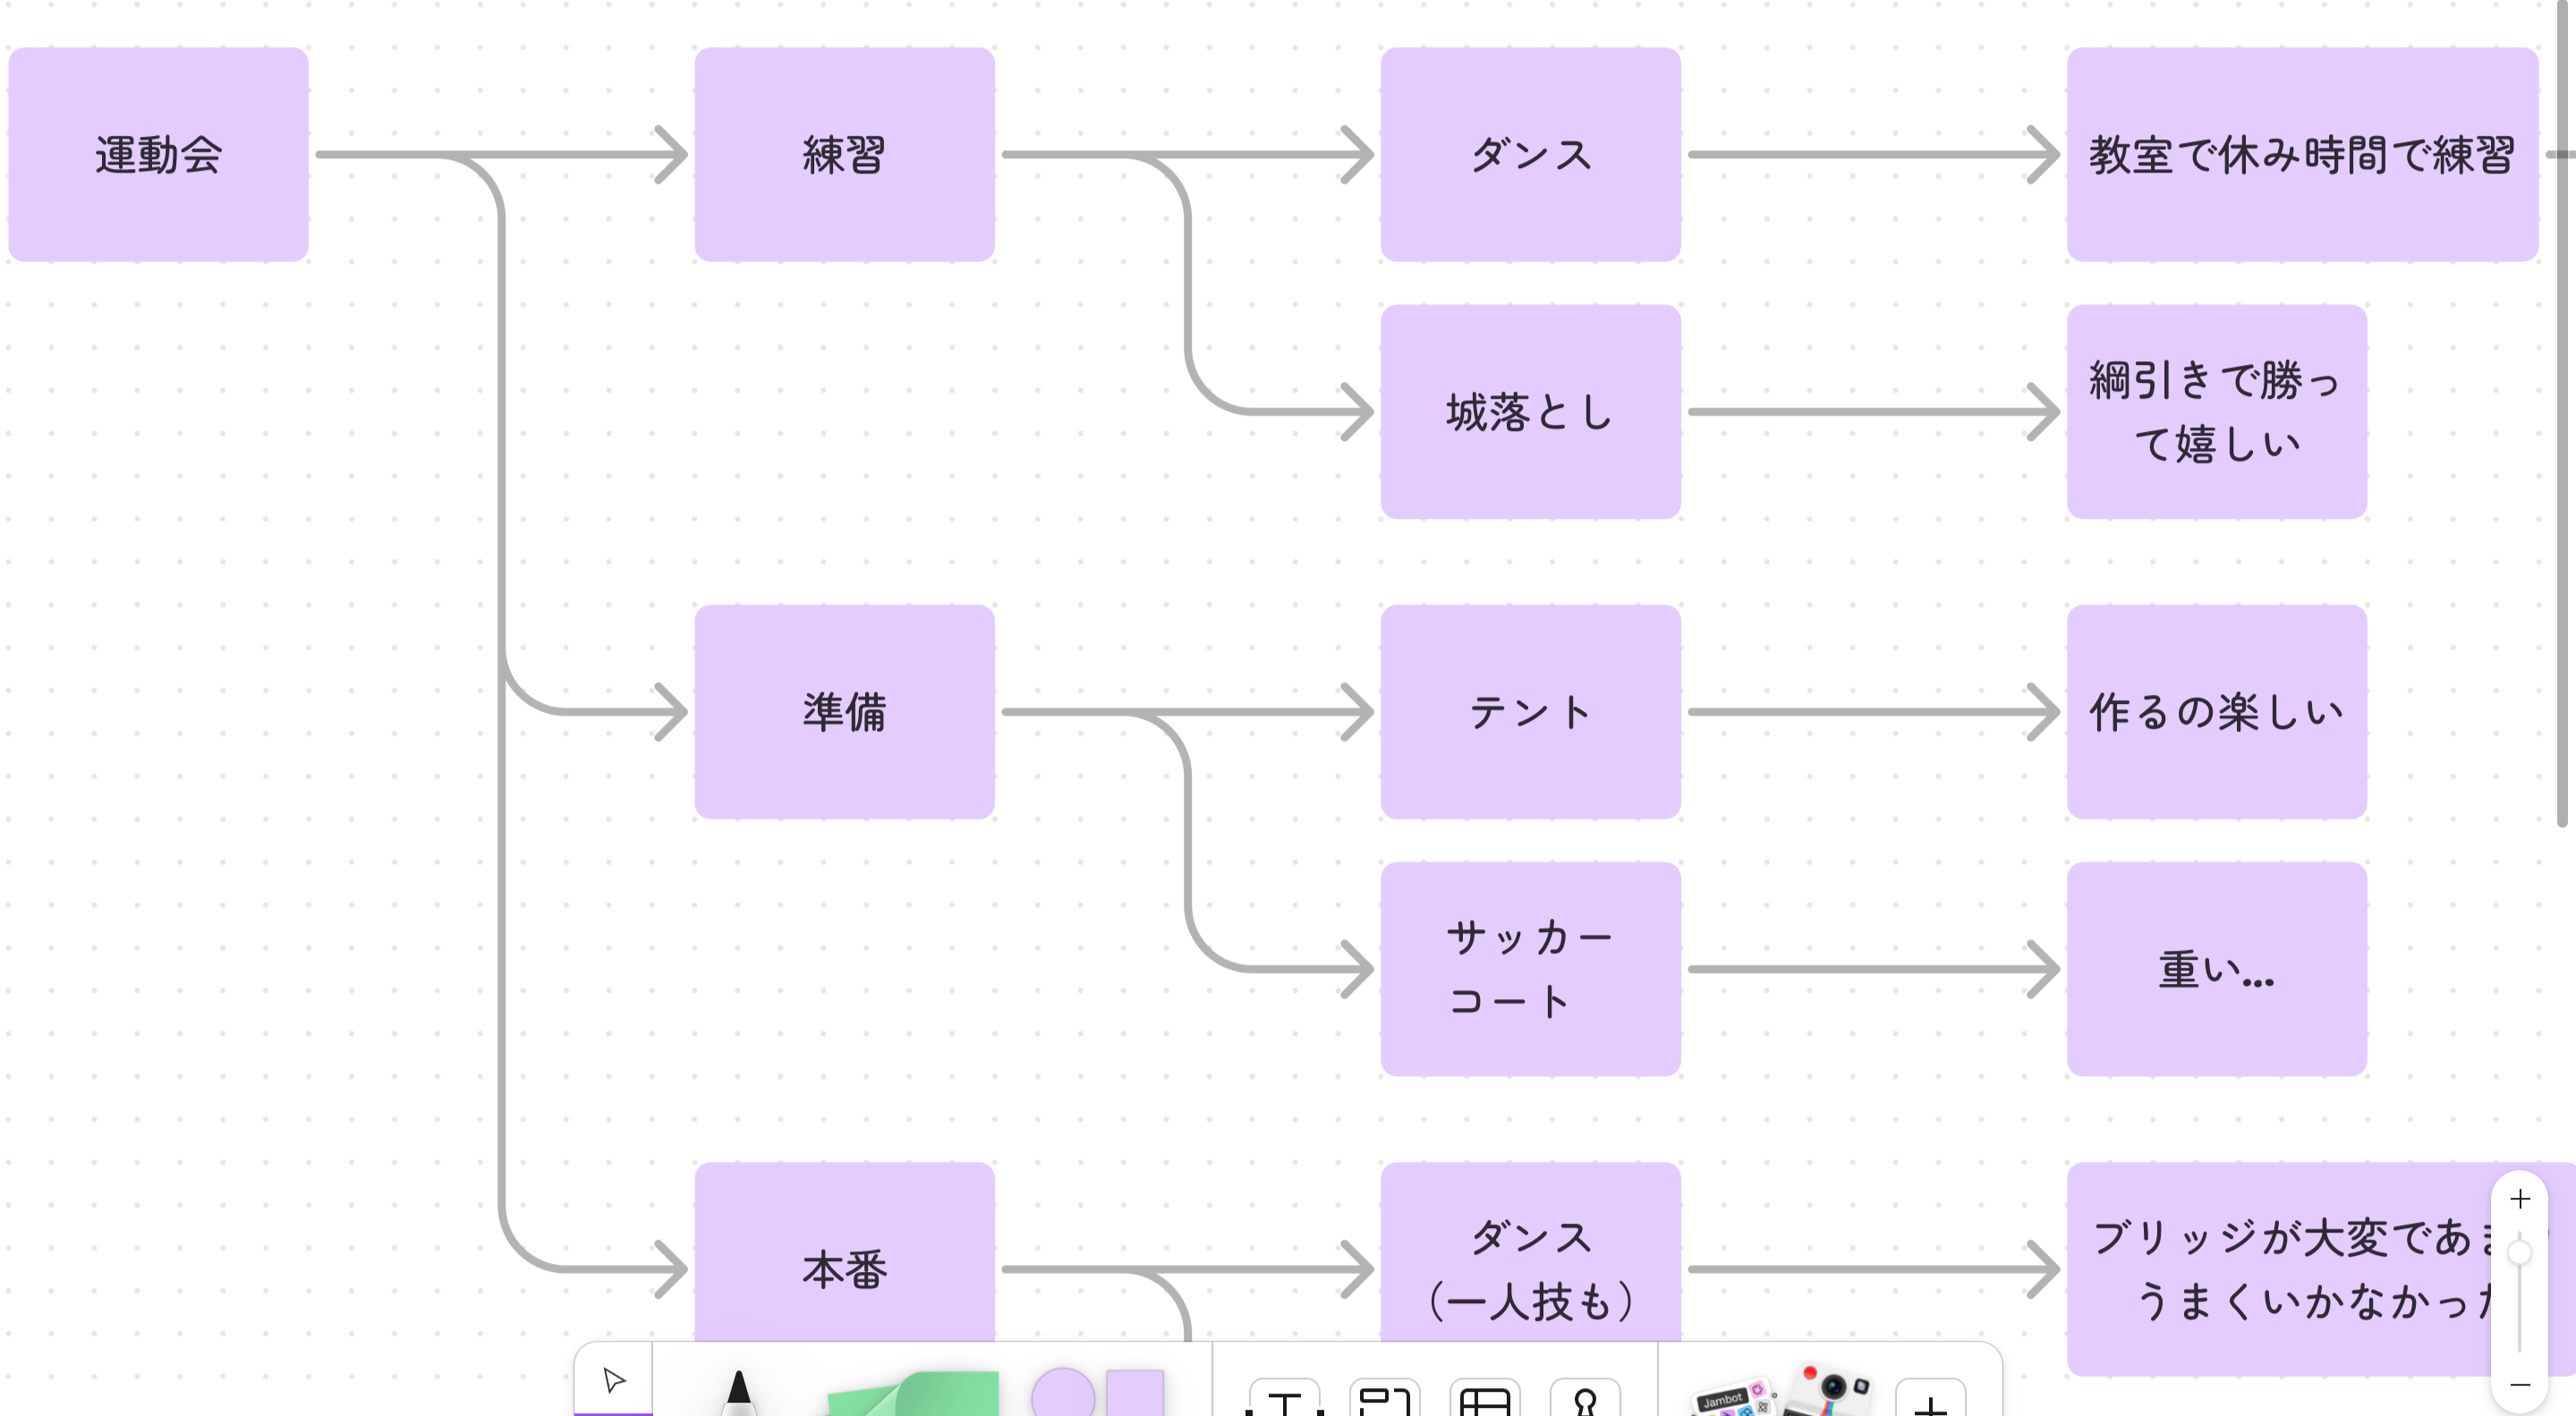 運動会
練習
ダンス
教室で休み時間で練習
城落とし
綱引きで勝っ
て嬉しい
準備
テント
作るの楽しい
サッカー
コート
重い...
本番
ダンス
（一人技も）
ブリッジが大変であ
うまくいかなかった
Jambot